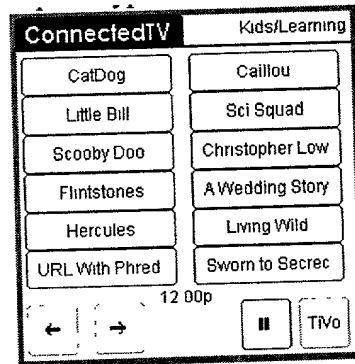 ConnectedTV Kids/Learning
CatDog Caillou
Little Bill Sci Squad
Scooby Doo Christopher Low
Flintstones A Wedding Story
Hercules Living Wild
URL With Phred Sworn to Secrec
12 00p
TiVo